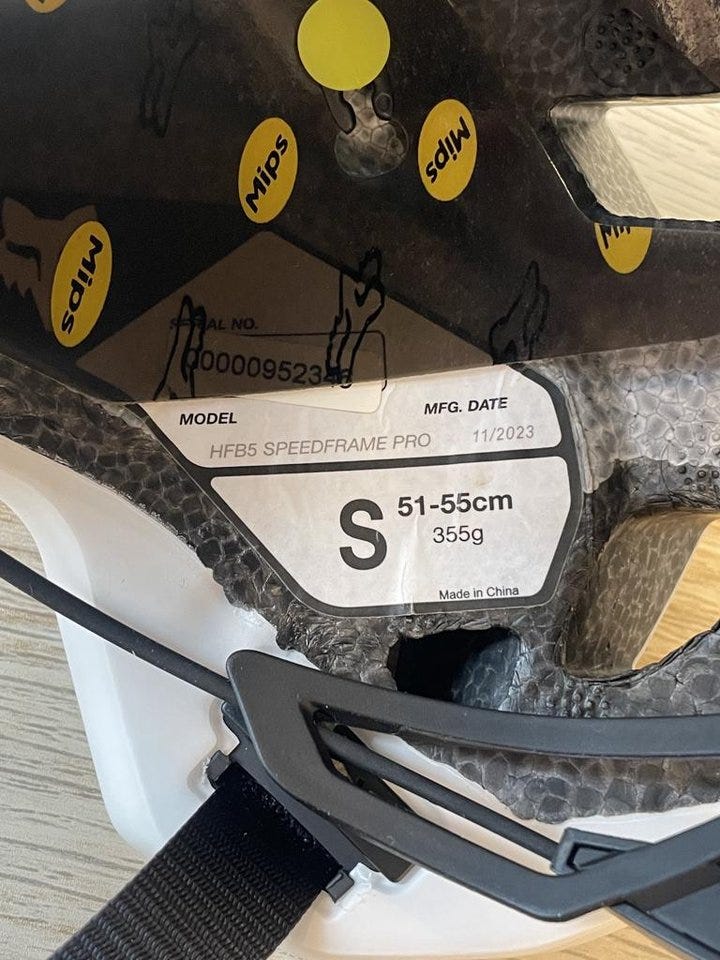 Mips
Mips
Mips
Mips
SERIAL NO.
MODEL
MFG. DATE
HFB5 SPEEDFRAME PRO
11/2023
S
51-55cm
355g
Made in China